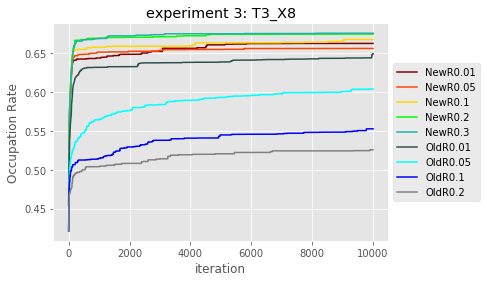 experiment 3: T3_X8
Occupation Rate
0.65
0.60
0.55
0.50
0.45
0
2000
4000
6000
8000
10000
iteration
NewR0.01
NewR0.05
NewR0.1
NewR0.2
NewR0.3
OldR0.01
OldR0.05
OldR0.1
OldR0.2